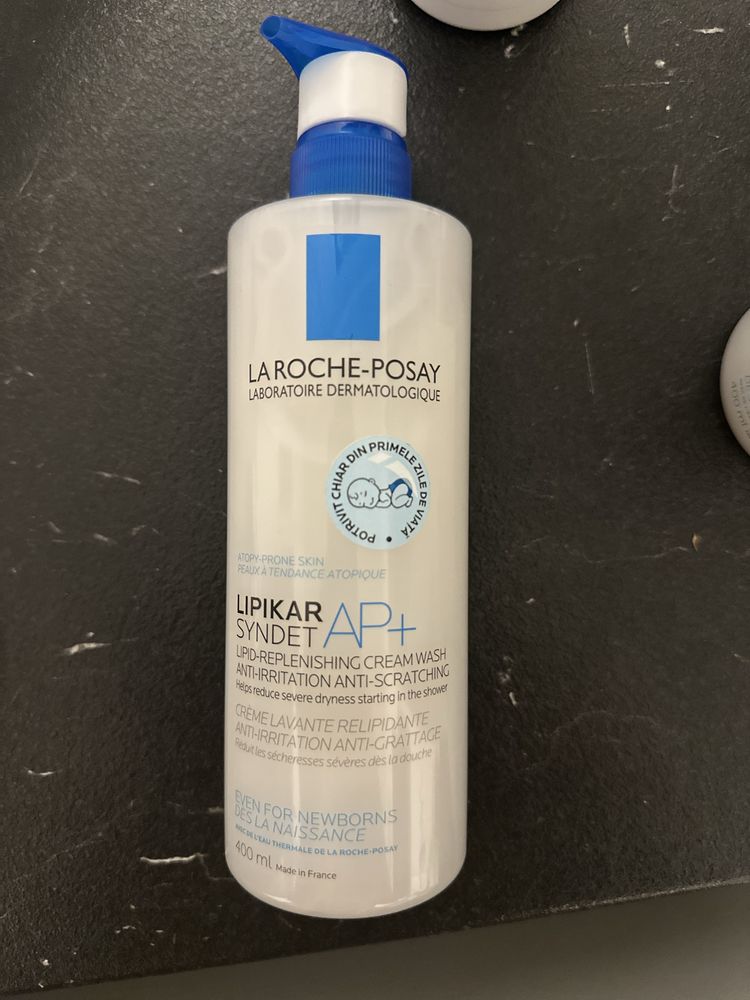 LA ROCHE-POSAY
LABORATOIRE DERMATOLOGIQUE
POTRIVIT CHIAR DIN PRIMELE ZILE DE VIAȚĂ •
ATOPY-PRONE SKIN
PEAUX À TENDANCE ATOPIQUE
LIPIKAR
SYNDET AP+
LIPID-REPLENISHING CREAM WASH
ANTI-IRRITATION ANTI-SCRATCHING
Helps reduce severe dryness starting in the shower
CRÈME LAVANTE RELIPIDANTE
ANTI-IRRITATION ANTI-GRATTAGE
Réduit les sécheresses sévères dès la douche
EVEN FOR NEWBORNS
DÈS LA NAISSANCE
AVEC DE L'EAU THERMALE DE LA ROCHE-POSAY
400 ml Made in France